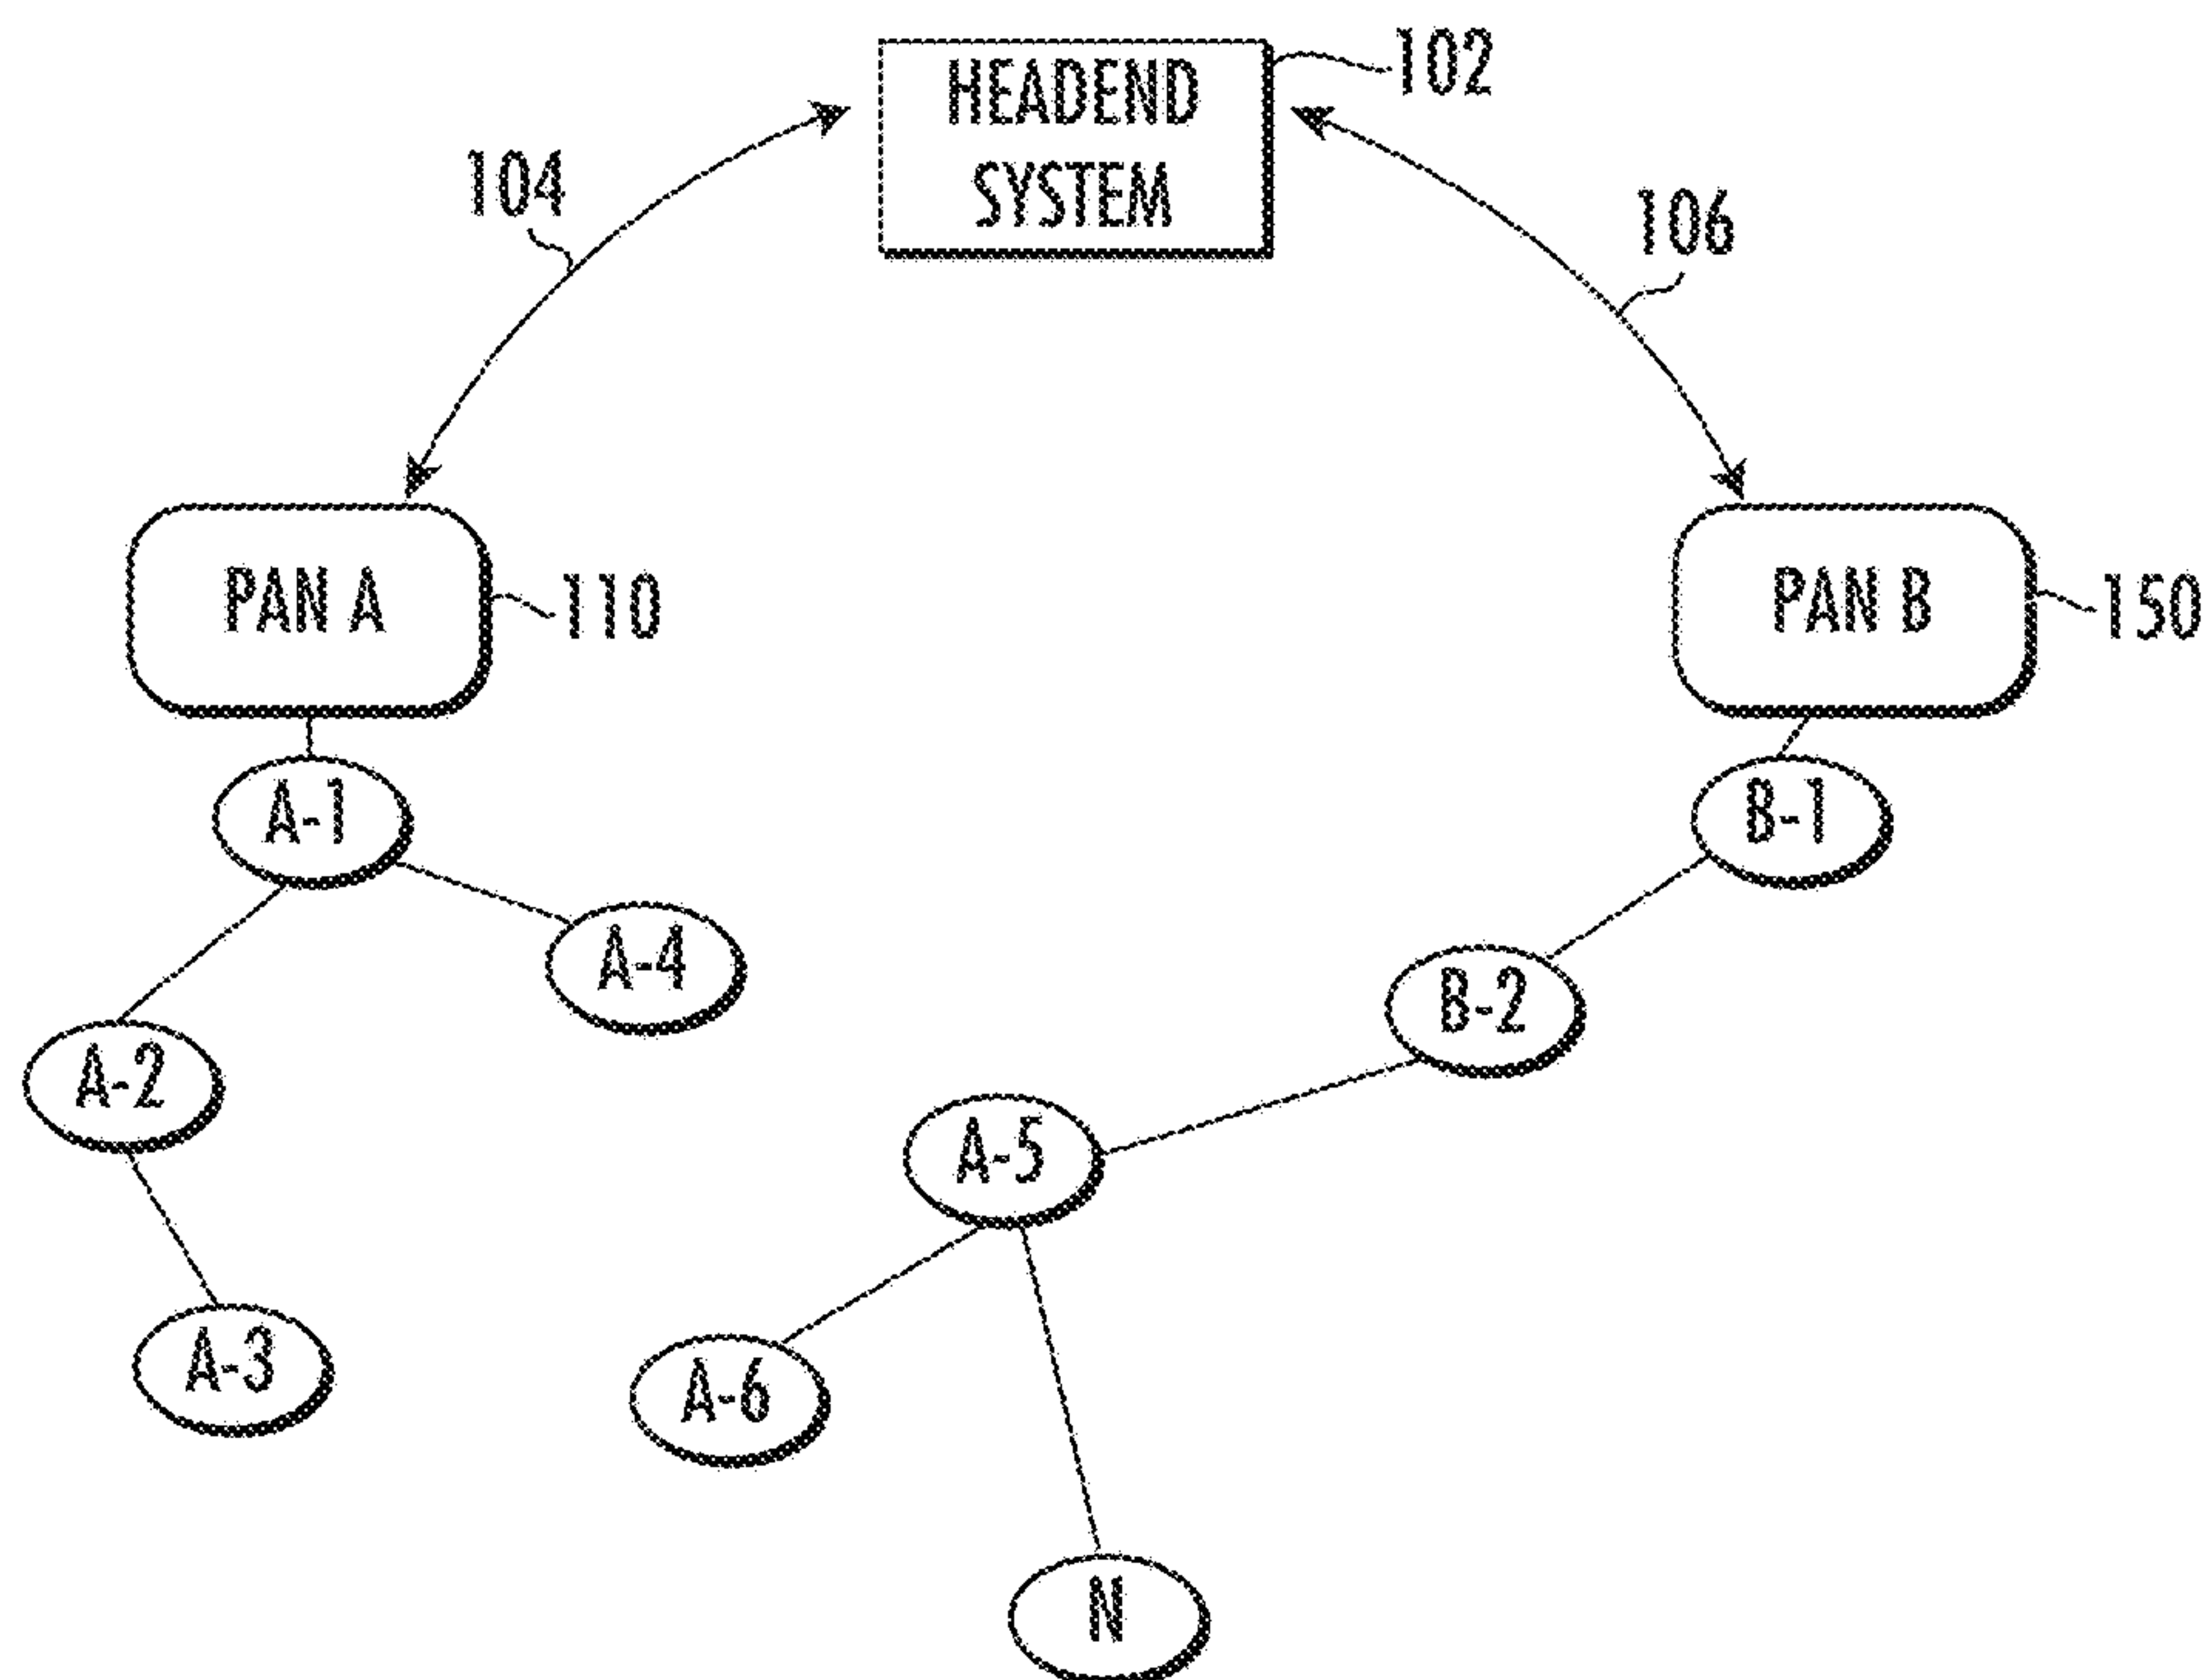 102
HEADEND
SYSTEM
104
106
PAN A
110
PAN B
150
A-1
B-1
A-4
B-2
A-2
A-5
A-3
A-6
N